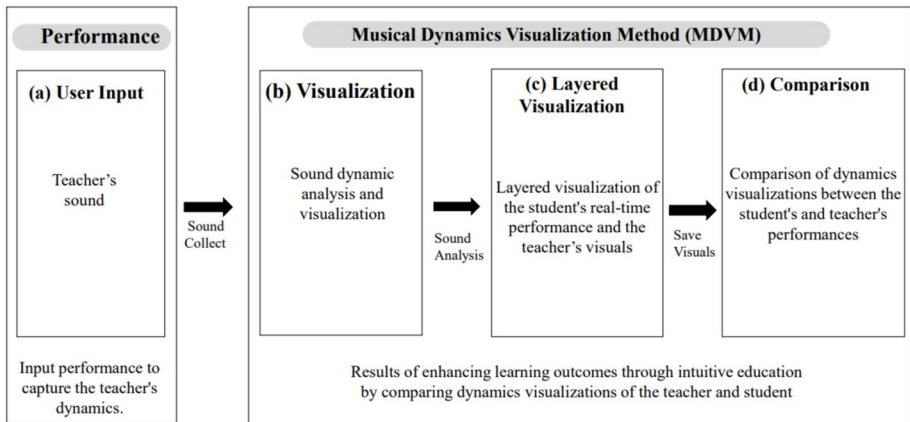 Performance
(a) User Input
Teacher's
sound
Input performance to
capture the teacher's
dynamics.
Sound
Collect
Musical Dynamics Visualization Method (MDVM)
(b) Visualization
Sound dynamic
analysis and
visualization
Sound
Analysis
(c) Layered
Visualization
Layered visualization of
the student's real-time
performance and the
teacher's visuals
Save
Visuals
(d) Comparison
Comparison of dynamics
visualizations between the
student's and teacher's
performances
Results of enhancing learning outcomes through intuitive education
by comparing dynamics visualizations of the teacher and student